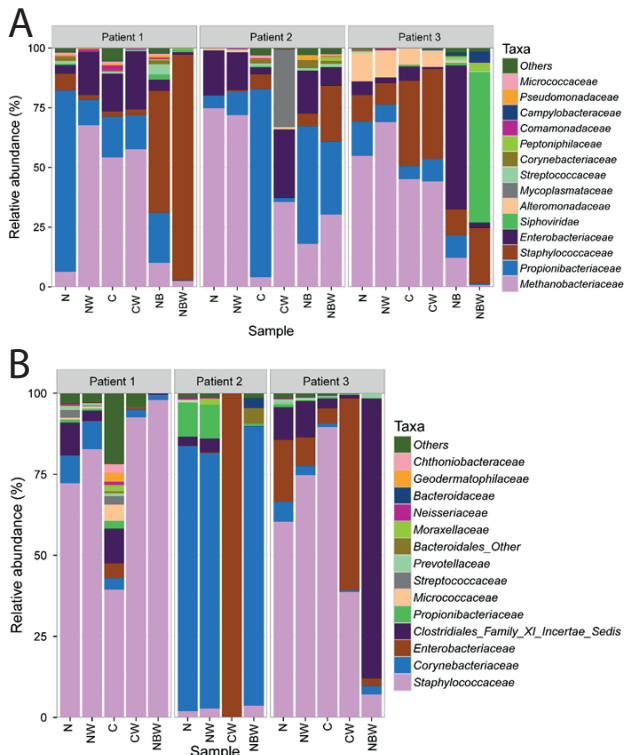 A
Patient 1
Patient 2
Patient 3
Relative abundance (%)
100
75
50
25
0
N
NW
C
CW
NB
NBW
N
NW
C
CW
NB
NBW
N
NW
C
CW
NB
NBW
Sample
Taxa
Others
Micrococcaceae
Pseudomonadaceae
Campylobacteraceae
Comamonadaceae
Peptoniphilaceae
Corynebacteriaceae
Streptococcaceae
Mycoplasmataceae
Alteromonadaceae
Siphoviridae
Enterobacteriaceae
Staphylococcaceae
Propionibacteriaceae
Methanobacteriaceae
B
Patient 1
Patient 2
Patient 3
Relative abundance (%)
100
75
50
25
0
N
NW
C
CW
NBW
N
NW
CW
NBW
N
NW
C
CW
NBW
Sample
Taxa
Others
Chthoniobacteraceae
Geodermatophilaceae
Bacteroidaceae
Neisseriaceae
Moraxellaceae
Bacteroidales_Other
Prevotellaceae
Streptococcaceae
Micrococcaceae
Propionibacteriaceae
Clostridiales_Family_XI_Incertae_Sedis
Enterobacteriaceae
Corynebacteriaceae
Staphylococcaceae